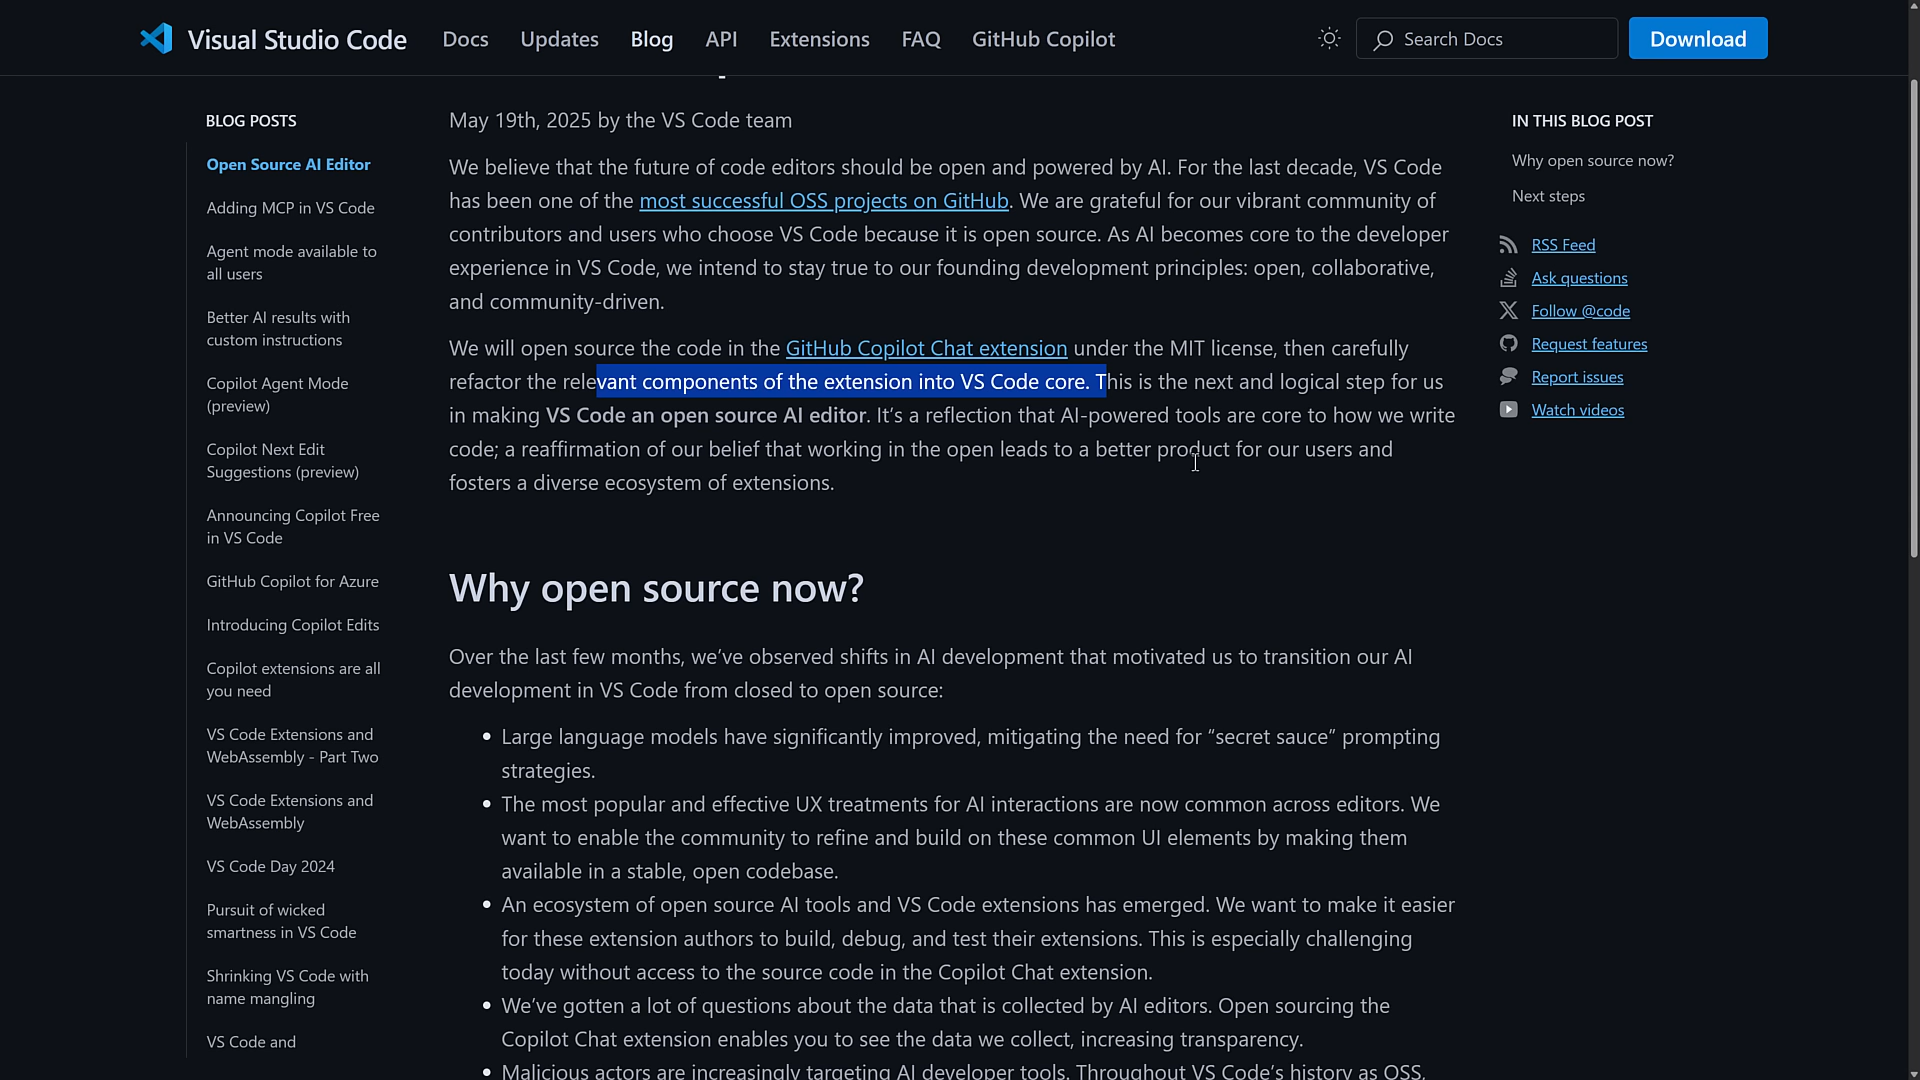 Visual Studio Code Docs Updates Blog API Extensions FAQ GitHub Copilot Search Docs Download
BLOG POSTS
Open Source AI Editor
Adding MCP in VS Code
Agent mode available to
all users
Better AI results with
custom instructions
Copilot Agent Mode
(preview)
Copilot Next Edit
Suggestions (preview)
Announcing Copilot Free
in VS Code
GitHub Copilot for Azure
Introducing Copilot Edits
Copilot extensions are all
you need
VS Code Extensions and
WebAssembly - Part Two
VS Code Extensions and
WebAssembly
VS Code Day 2024
Pursuit of wicked
smartness in VS Code
Shrinking VS Code with
name mangling
VS Code and
May 19th, 2025 by the VS Code team
We believe that the future of code editors should be open and powered by AI. For the last decade, VS Code
has been one of the most successful OSS projects on GitHub. We are grateful for our vibrant community of
contributors and users who choose VS Code because it is open source. As AI becomes core to the developer
experience in VS Code, we intend to stay true to our founding development principles: open, collaborative,
and community-driven.
We will open source the code in the GitHub Copilot Chat extension under the MIT license, then carefully
refactor the relevant components of the extension into VS Code core. This is the next and logical step for us
in making VS Code an open source AI editor. It’s a reflection that AI-powered tools are core to how we write
code; a reaffirmation of our belief that working in the open leads to a better product for our users and
fosters a diverse ecosystem of extensions.
Why open source now?
Over the last few months, we’ve observed shifts in AI development that motivated us to transition our AI
development in VS Code from closed to open source:
• Large language models have significantly improved, mitigating the need for “secret sauce” prompting
strategies.
• The most popular and effective UX treatments for AI interactions are now common across editors. We
want to enable the community to refine and build on these common UI elements by making them
available in a stable, open codebase.
• An ecosystem of open source AI tools and VS Code extensions has emerged. We want to make it easier
for these extension authors to build, debug, and test their extensions. This is especially challenging
today without access to the source code in the Copilot Chat extension.
• We’ve gotten a lot of questions about the data that is collected by AI editors. Open sourcing the
Copilot Chat extension enables you to see the data we collect, increasing transparency.
• Malicious actors are increasingly targeting AI developer tools. Throughout VS Code’s history as OSS,
IN THIS BLOG POST
Why open source now?
Next steps
RSS Feed
Ask questions
Follow @code
Request features
Report issues
Watch videos